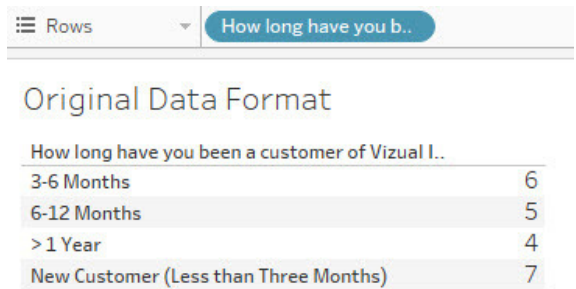 Rows How long have you b..
Original Data Format
How long have you been a customer of Vizual I..
3-6 Months 6
6-12 Months 5
> 1 Year 4
New Customer (Less than Three Months) 7